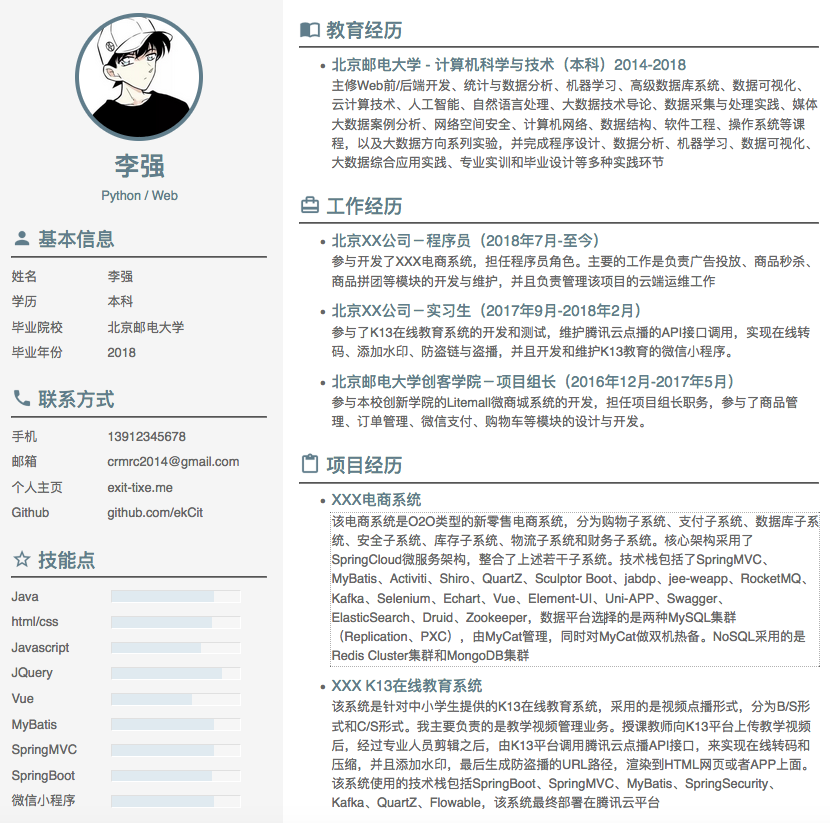 李强
Python / Web
基本信息
姓名 李强
学历 本科
毕业院校 北京邮电大学
毕业年份 2018
联系方式
手机 13912345678
邮箱 crmrc2014@gmail.com
个人主页 exit-tixe.me
Github github.com/ekCit
技能点
Java
html/css
Javascript
JQuery
Vue
MyBatis
SpringMVC
SpringBoot
微信小程序
教育经历
北京邮电大学 - 计算机科学与技术（本科）2014-2018
主修Web前/后端开发、统计与数据分析、机器学习、高级数据库系统、数据可视化、
云计算技术、人工智能、自然语言处理、大数据技术导论、数据采集与处理实践、媒体
大数据案例分析、网络空间安全、计算机网络、数据结构、软件工程、操作系统等课
程，以及大数据方向系列实验，并完成程序设计、数据分析、机器学习、数据可视化、
大数据综合应用实践、专业实训和毕业设计等多种实践环节
工作经历
北京XX公司－程序员（2018年7月-至今）
参与开发了XXX电商系统，担任程序员角色。主要的工作是负责广告投放、商品秒杀、
商品拼团等模块的开发与维护，并且负责管理该项目的云端运维工作
北京XX公司－实习生（2017年9月-2018年2月）
参与了K13在线教育系统的开发和测试，维护腾讯云点播的API接口调用，实现在线转
码、添加水印、防盗链与盗播，并且开发和维护K13教育的微信小程序。
北京邮电大学创客学院－项目组长（2016年12月-2017年5月）
参与本校创新学院的Litemall微商城系统的开发，担任项目组长职务，参与了商品管
理、订单管理、微信支付、购物车等模块的设计与开发。
项目经历
XXX电商系统
该电商系统是O2O类型的新零售电商系统，分为购物子系统、支付子系统、数据库子系
统、安全子系统、库存子系统、物流子系统和财务子系统。核心架构采用了
SpringCloud微服务架构，整合了上述若干子系统。技术栈包括了SpringMVC、
MyBatis、Activiti、Shiro、QuartZ、Sculptor Boot、jabdp、jee-weapp、RocketMQ、
Kafka、Selenium、Echart、Vue、Element-UI、Uni-APP、Swagger、
ElasticSearch、Druid、Zookeeper，数据平台选择的是两种MySQL集群
（Replication、PXC），由MyCat管理，同时对MyCat做双机热备。NoSQL采用的是
Redis Cluster集群和MongoDB集群
XXX K13在线教育系统
该系统是针对中小学生提供的K13在线教育系统，采用的是视频点播形式，分为B/S形
式和C/S形式。我主要负责的是教学视频管理业务。授课教师向K13平台上传教学视频
后，经过专业人员剪辑之后，由K13平台调用腾讯云点播API接口，来实现在线转码和
压缩，并且添加水印，最后生成防盗播的URL路径，渲染到HTML网页或者APP上面。
该系统使用的技术栈包括SpringBoot、SpringMVC、MyBatis、SpringSecurity、
Kafka、QuartZ、Flowable，该系统最终部署在腾讯云平台